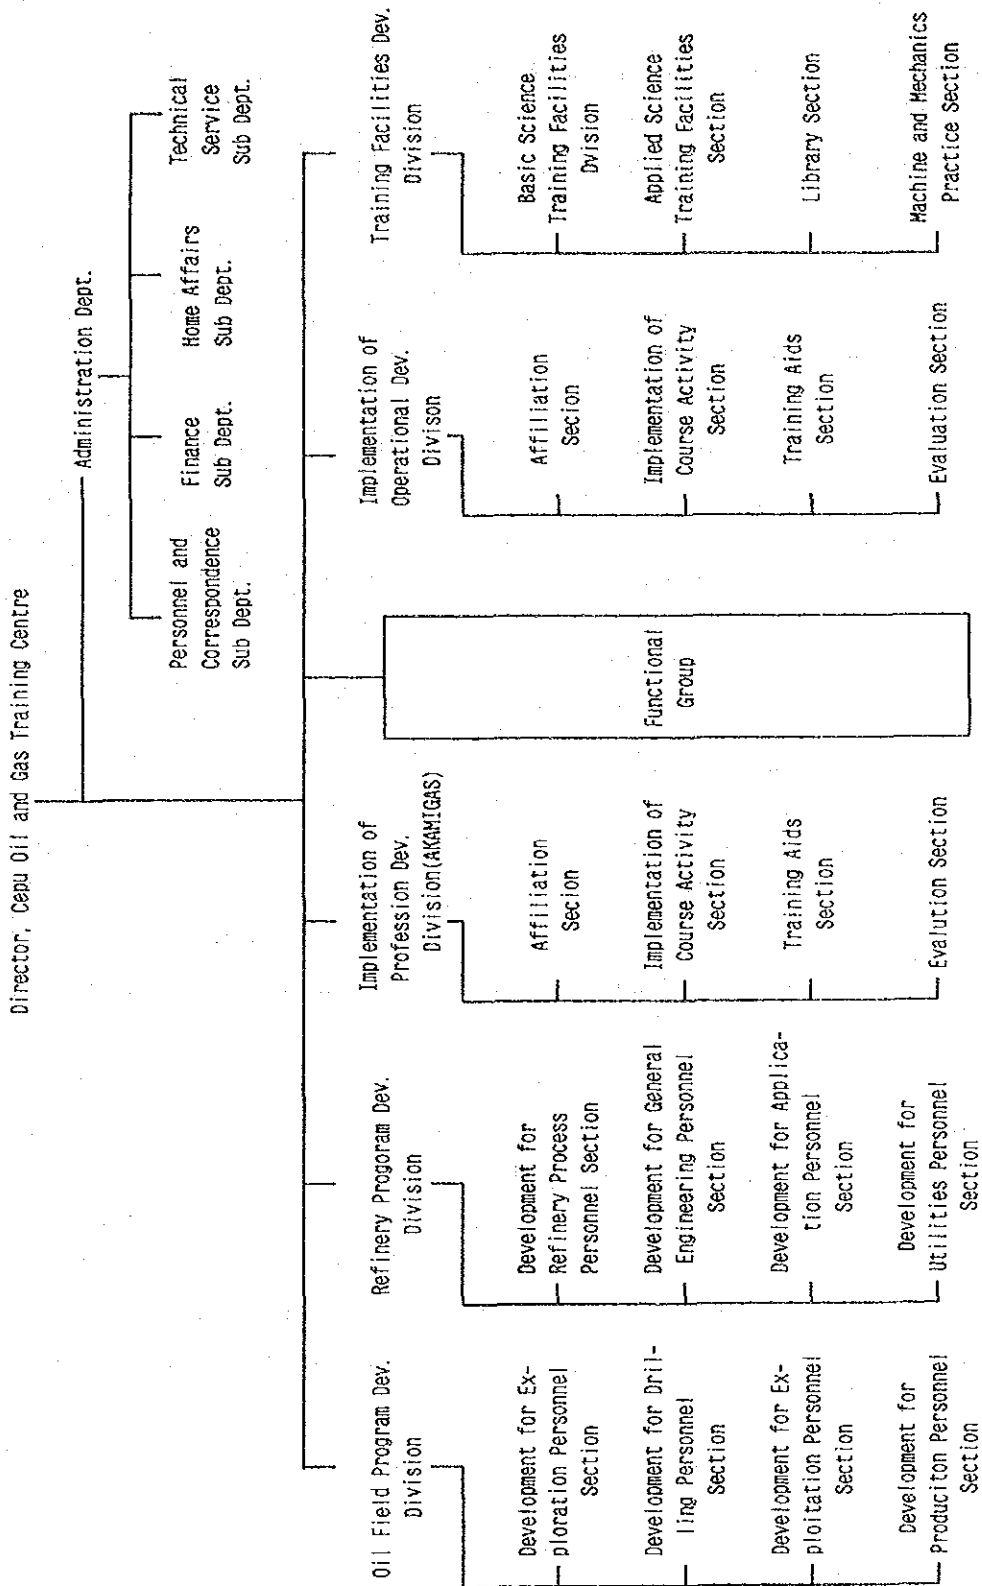 Director, Cepu Oil and Gas Training Centre
Administration Dept.
Personnel and
Correspondence
Sub Dept.
Finance
Sub Dept.
Home Affairs
Sub Dept.
Technical
Service
Sub Dept.
Oil Field Program Dev.
Division
Development for Ex-
ploration Personnel
Section
Development for Dril-
ling Personnel
Section
Development for Ex-
ploitation Personnel
Section
Development for
Produciton Personnel
Section
Refinery Progoram Dev.
Division
Development for
Refinery Process
Personnel Section
Development for General
Engineering Personnel
Section
Development for Applica-
tion Personnel
Section
Development for
Utilities Personnel
Section
Implementation of
Profession Dev.
Division(AKAMIGAS)
Affiliation
Secion
Implementation of
Course Activity
Section
Training Aids
Section
Evalution Section
Functional
Group
Implementation of
Operational Dev.
Divison
Affiliation
Secion
Implementation of
Course Activity
Section
Training Aids
Section
Evaluation Section
Training Facilities Dev.
Division
Basic Science
Training Facilities
Dvision
Applied Science
Training Facilities
Section
Library Section
Machine and Mechanics
Practice Section